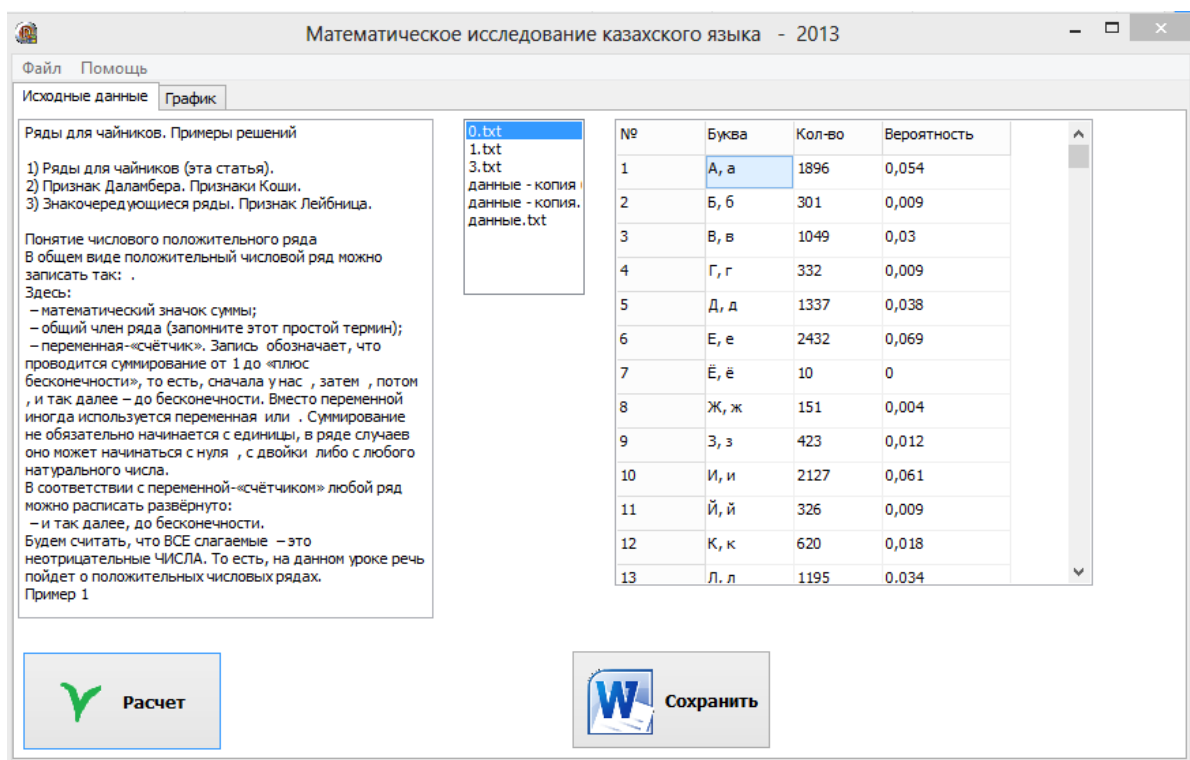 Математическое исследование казахского языка - 2013
Файл Помощь
Исходные данные График
Ряды для чайников. Примеры решений
1) Ряды для чайников (эта статья).
2) Признак Даламбера. Признаки Коши.
3) Знакочередующиеся ряды. Признак Лейбница.
Понятие числового положительного ряда
В общем виде положительный числовой ряд можно
записать так: .
Здесь:
– математический значок суммы;
– общий член ряда (запомните этот простой термин);
– переменная-«счётчик». Запись обозначает, что
проводится суммирование от 1 до «плюс
бесконечности», то есть, сначала у нас , затем , потом
, и так далее – до бесконечности. Вместо переменной
иногда используется переменная или . Суммирование
не обязательно начинается с единицы, в ряде случаев
оно может начинаться с нуля , с двойки либо с любого
натурального числа.
В соответствии с переменной-«счётчиком» любой ряд
можно расписать развёрнуто:
– и так далее, до бесконечности.
Будем считать, что ВСЕ слагаемые – это
неотрицательные ЧИСЛА. То есть, на данном уроке речь
пойдет о положительных числовых рядах.
Пример 1
0.txt
1.txt
3.txt
данные - копия (
данные - копия.
данные.txt
№ Буква Кол-во Вероятность
1 А, а 1896 0,054
2 Б, б 301 0,009
3 В, в 1049 0,03
4 Г, г 332 0,009
5 Д, д 1337 0,038
6 Е, е 2432 0,069
7 Ё, ё 10 0
8 Ж, ж 151 0,004
9 З, з 423 0,012
10 И, и 2127 0,061
11 Й, й 326 0,009
12 К, к 620 0,018
13 Л, л 1195 0,034
Расчет
W Сохранить